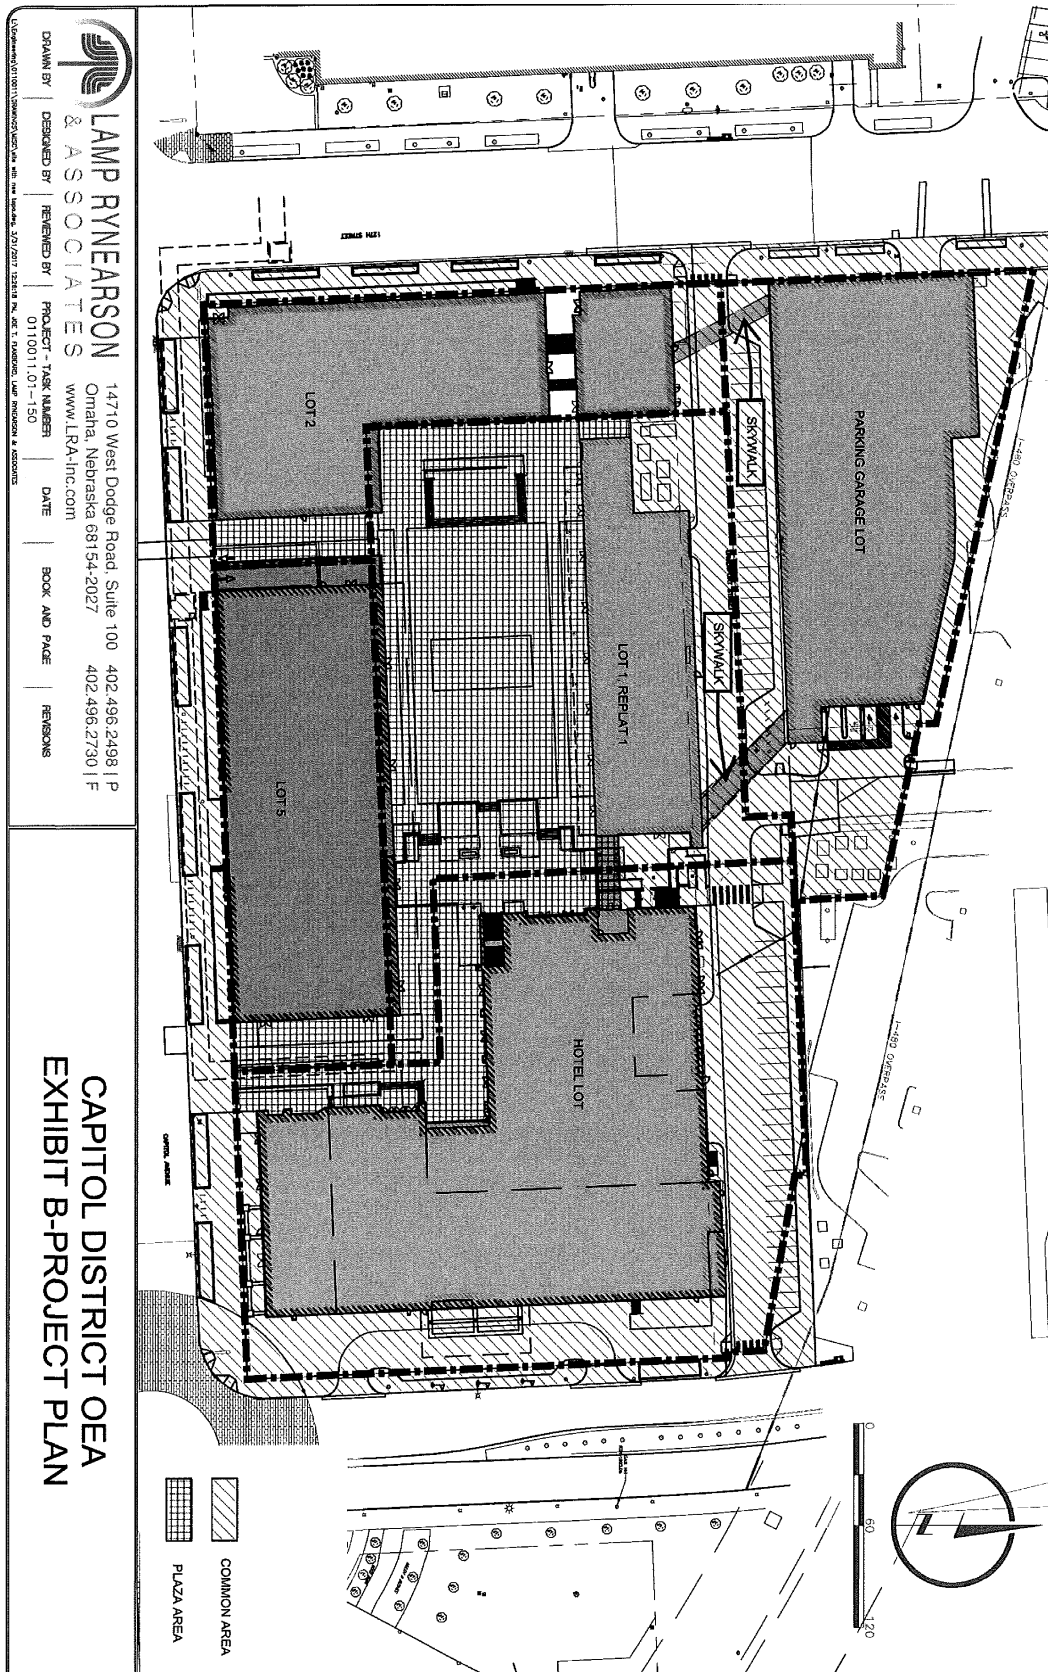 12TH STREET
LOT 2
SKYWALK
PARKING GARAGE LOT
I-480 OVERPASS
LOT 1, REPLAT 1
SKYWALK
LOT 5
HOTEL LOT
I-480 OVERPASS
CAPITOL AVENUE
0 60 120
COMMON AREA
PLAZA AREA
LAMP RYNEARSON
& ASSOCIATES
14710 West Dodge Road, Suite 100 402.496.2498 | P
Omaha, Nebraska 68154-2027 402.496.2730 | F
www.LRA-Inc.com
DRAWN BY DESIGNED BY REVIEWED BY PROJECT - TASK NUMBER DATE BOOK AND PAGE REVISIONS
0110011.01-150
CAPITOL DISTRICT OEA
EXHIBIT B-PROJECT PLAN